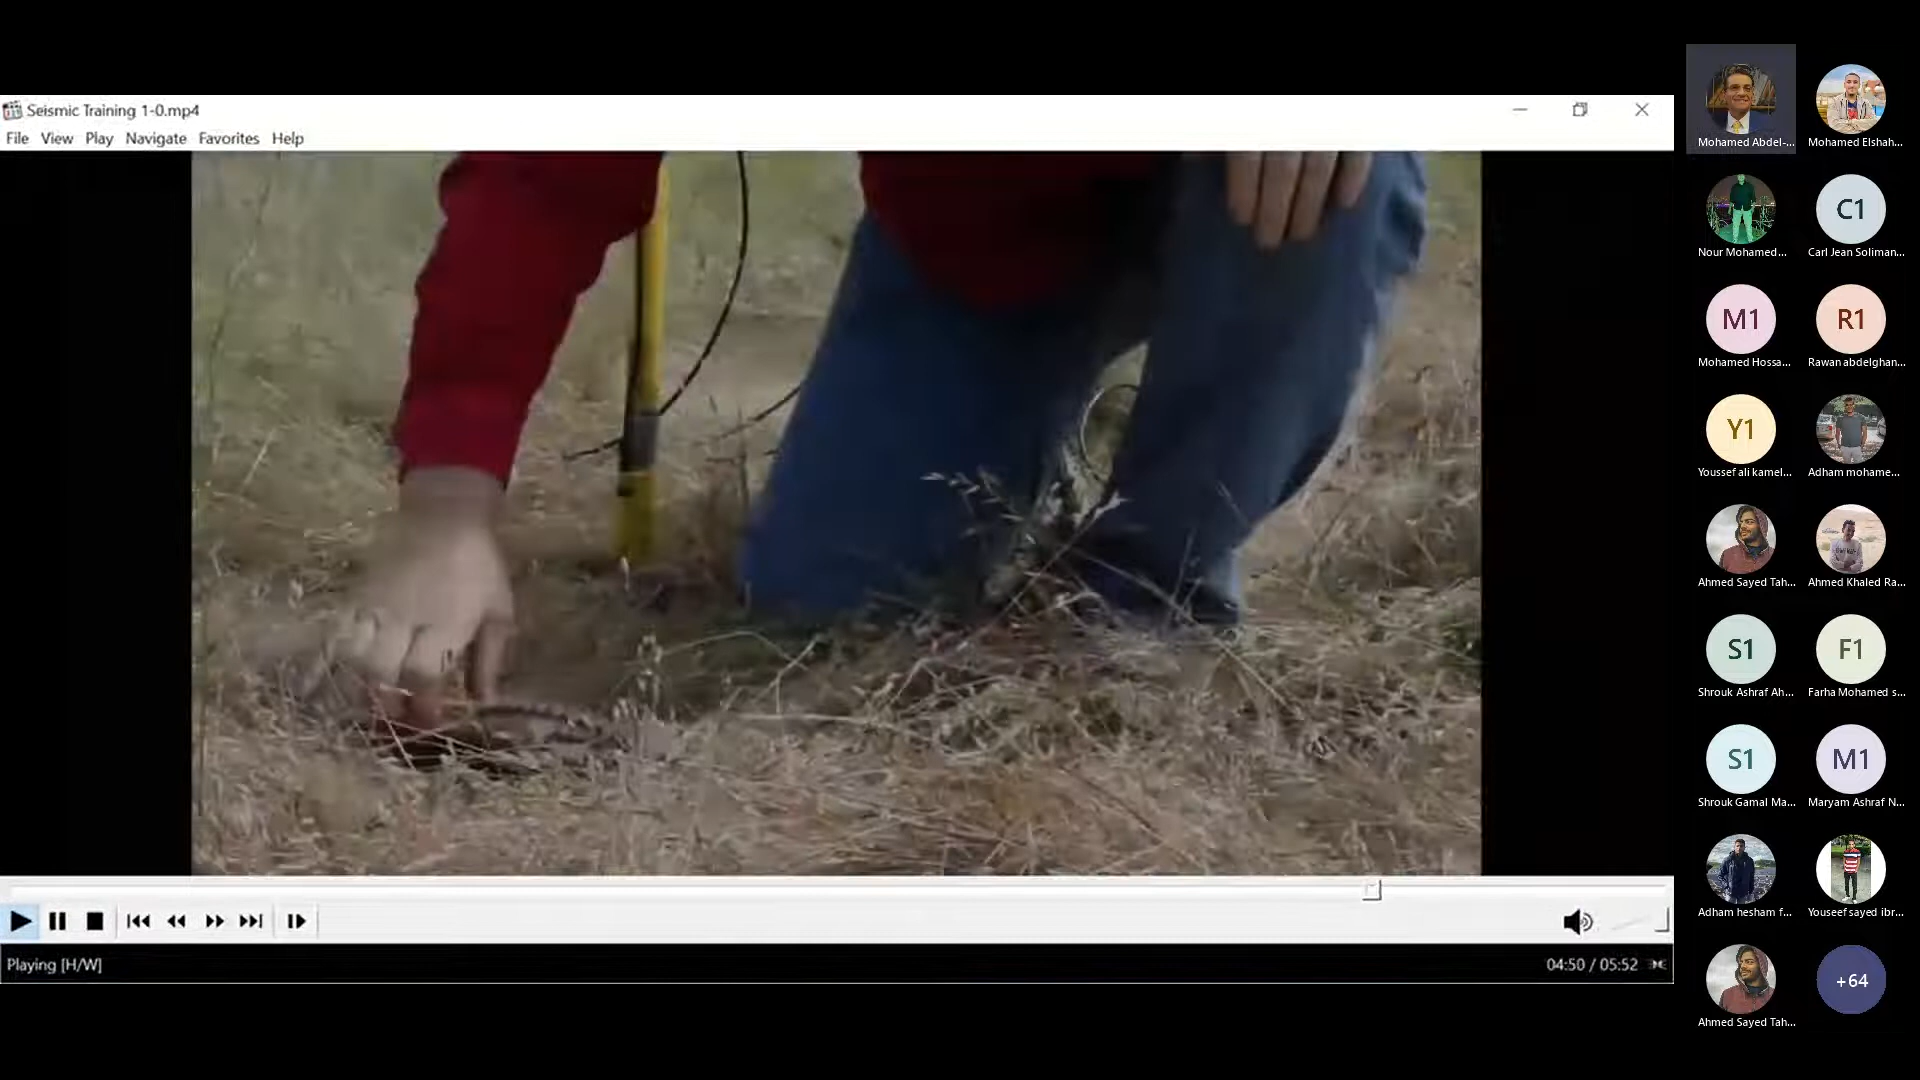 Seismic Training 1-0.mp4
File View Play Navigate Favorites Help
Playing [H/W]
04:50 / 05:52
Mohamed Abdel-...
Mohamed Elshah...
Nour Mohamed...
C1
Carl Jean Soliman...
M1
Mohamed Hossa...
R1
Rawan abdelghan...
Y1
Youssef ali kamel...
Adham mohame...
Ahmed Sayed Tah...
Ahmed Khaled Ra...
S1
Shrouk Ashraf Ah...
F1
Farha Mohamed s...
S1
Shrouk Gamal Ma...
M1
Maryam Ashraf N...
Adham hesham f...
Youseef sayed ibr...
Ahmed Sayed Tah...
+64